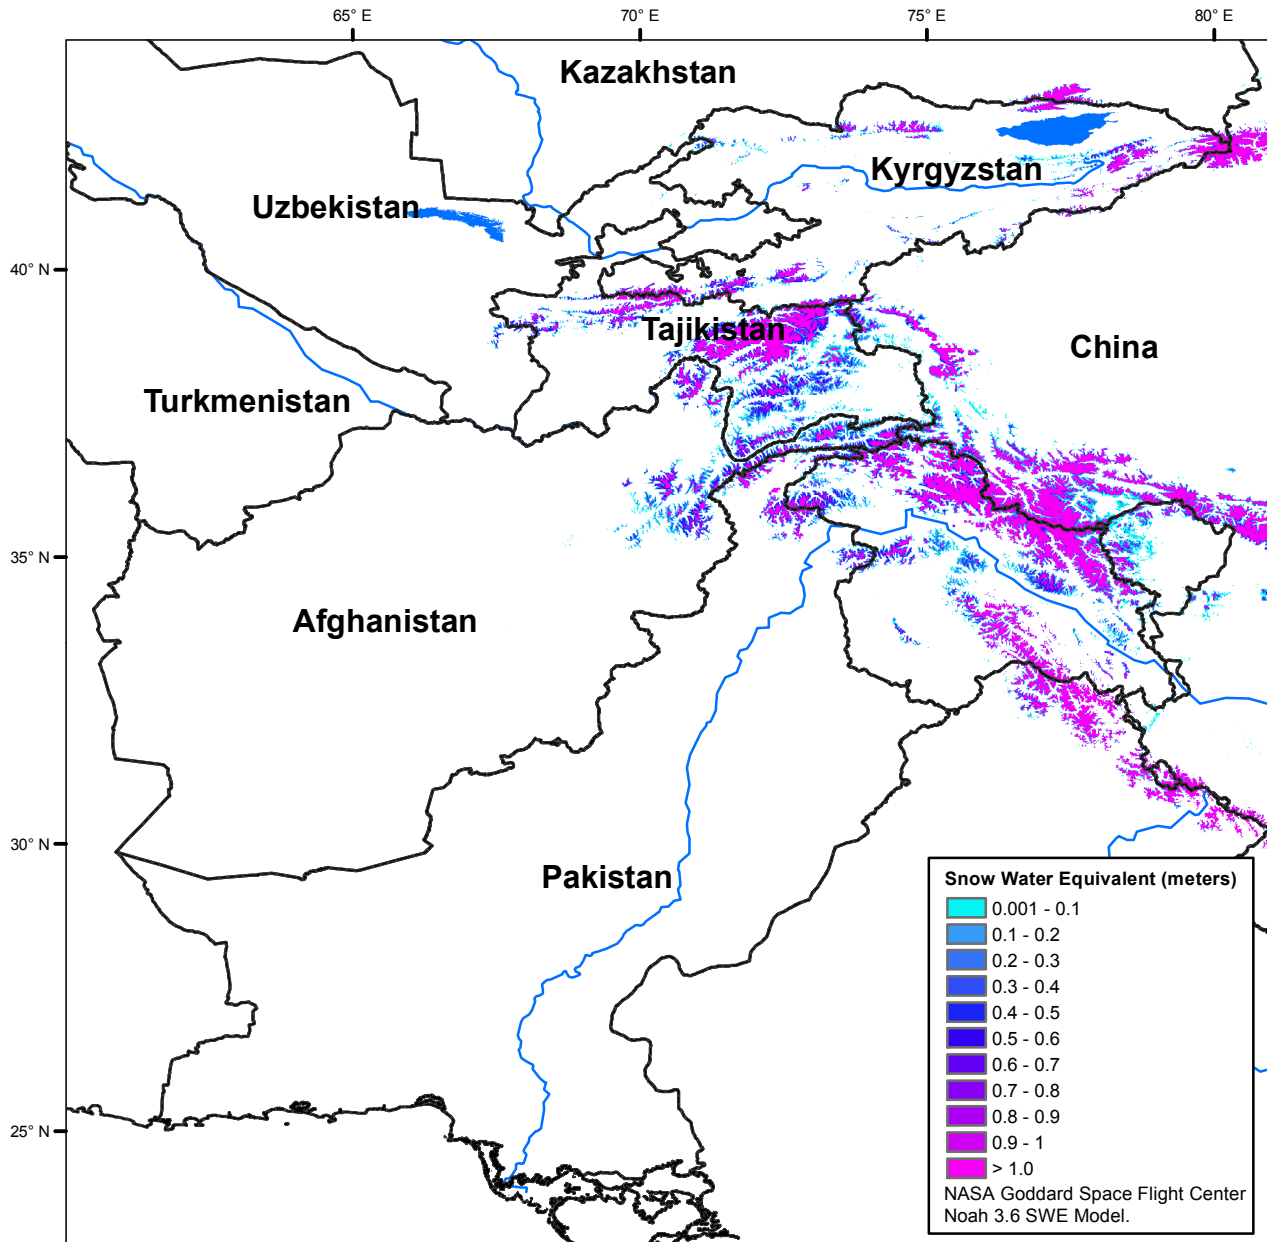 65° E
70° E
75° E
80° E
Kazakhstan
Kyrgyzstan
Uzbekistan
40° N
Tajikistan
China
Turkmenistan
35° N
Afghanistan
30° N
Pakistan
25° N
Snow Water Equivalent (meters)
0.001 - 0.1
0.1 - 0.2
0.2 - 0.3
0.3 - 0.4
0.4 - 0.5
0.5 - 0.6
0.6 - 0.7
0.7 - 0.8
0.8 - 0.9
0.9 - 1
> 1.0
NASA Goddard Space Flight Center
Noah 3.6 SWE Model.